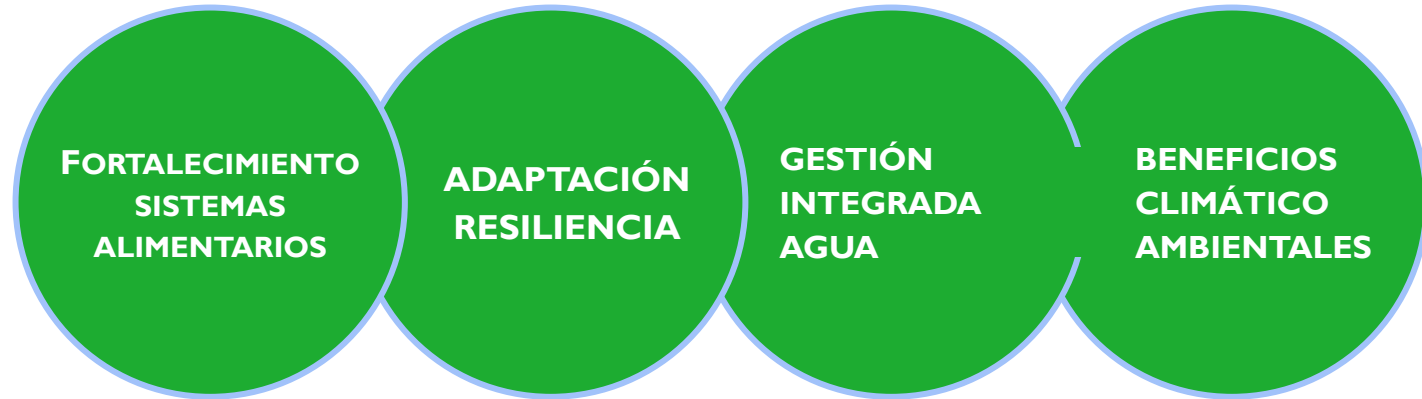 FORTALECIMIENTO
SISTEMAS
ALIMENTARIOS
ADAPTACIÓN
RESILIENCIA
GESTIÓN
INTEGRADA
AGUA
BENEFICIOS
CLIMÁTICO
AMBIENTALES